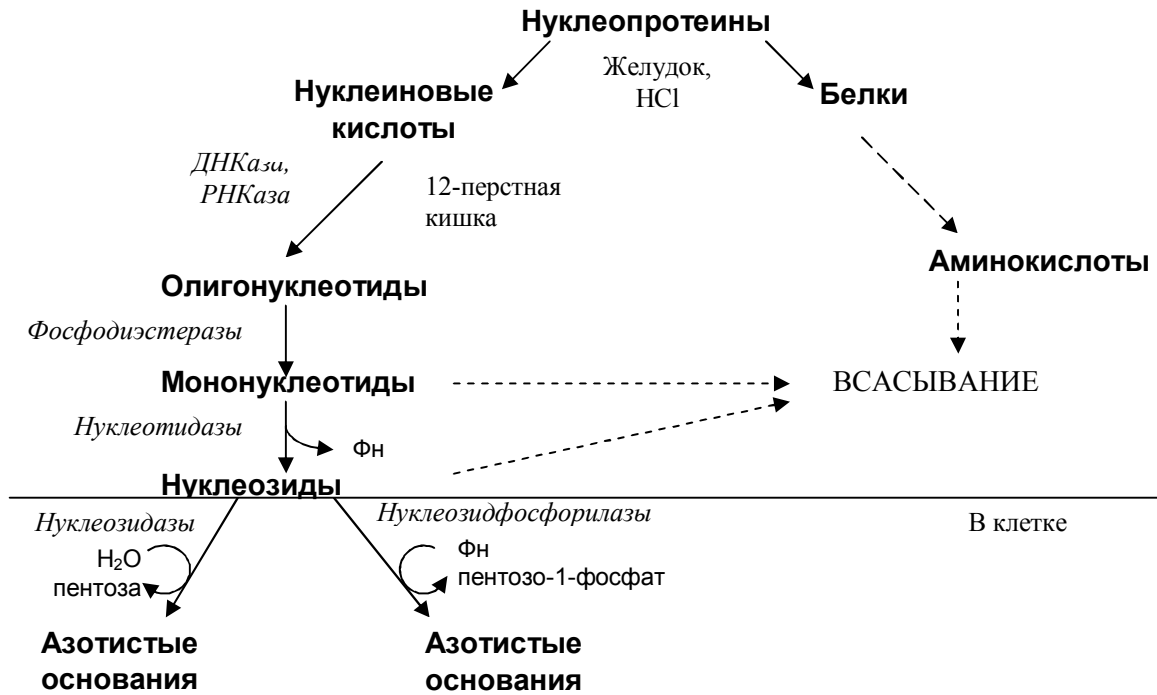 Нуклеопротеины
Желудок,
HCl
Нуклеиновые
кислоты
Белки
ДНКаза,
РНКаза
12-перстная
кишка
Аминокислоты
Олигонуклеотиды
Фосфодиэстеразы
Мононуклеотиды
ВСАСЫВАНИЕ
Нуклеотидазы
Фн
Нуклеозиды
Нуклеозидазы
Нуклеозидфосфорилазы
В клетке
H₂O
пентоза
Фн
пентозо-1-фосфат
Азотистые
основания
Азотистые
основания